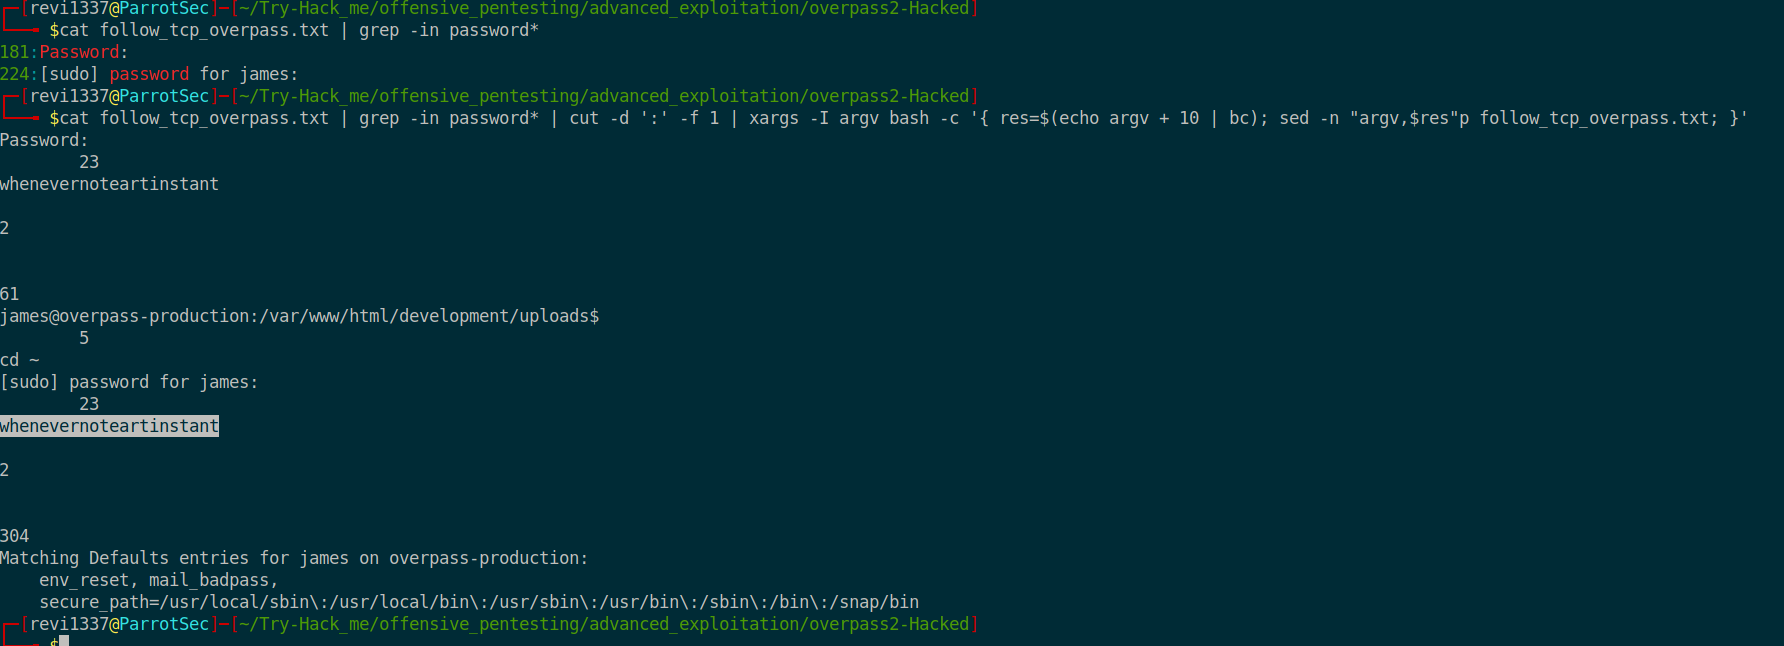 ┌─[revi1337@ParrotSec]─[~/Try-Hack_me/offensive_pentesting/advanced_exploitation/overpass2-Hacked]
└──╼ $cat follow_tcp_overpass.txt | grep -in password*
181:Password:
224:[sudo] password for james:
┌─[revi1337@ParrotSec]─[~/Try-Hack_me/offensive_pentesting/advanced_exploitation/overpass2-Hacked]
└──╼ $cat follow_tcp_overpass.txt | grep -in password* | cut -d ':' -f 1 | xargs -I argv bash -c '{ res=$(echo argv + 10 | bc); sed -n "argv,$res"p follow_tcp_overpass.txt; }'
Password:
23
whenevernoteartinstant
2
61
james@overpass-production:/var/www/html/development/uploads$
5
cd ~
[sudo] password for james:
23
whenevernoteartinstant
2
304
Matching Defaults entries for james on overpass-production:
env_reset, mail_badpass,
secure_path=/usr/local/sbin\:/usr/local/bin\:/usr/sbin\:/usr/bin\:/sbin\:/bin\:/snap/bin
┌─[revi1337@ParrotSec]─[~/Try-Hack_me/offensive_pentesting/advanced_exploitation/overpass2-Hacked]
└──╼ $